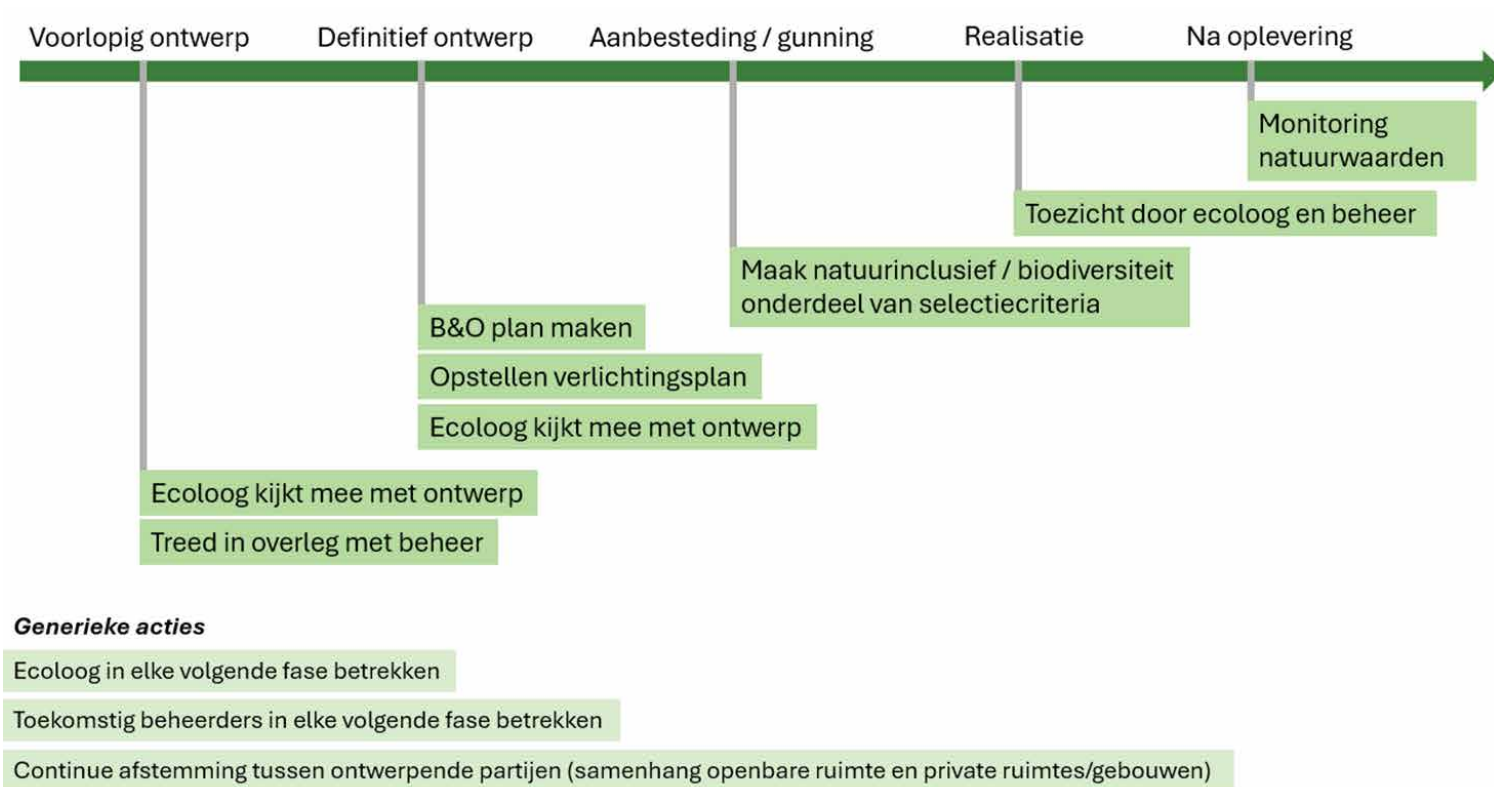 Voorlopig ontwerp
Definitief ontwerp
Aanbesteding / gunning
Realisatie
Na oplevering
Monitoring
natuurwaarden
Toezicht door ecoloog en beheer
Maak natuurinclusief / biodiversiteit
onderdeel van selectiecriteria
B&O plan maken
Opstellen verlichtingsplan
Ecoloog kijkt mee met ontwerp
Ecoloog kijkt mee met ontwerp
Treed in overleg met beheer
Generieke acties
Ecoloog in elke volgende fase betrekken
Toekomstig beheerders in elke volgende fase betrekken
Continue afstemming tussen ontwerpende partijen (samenhang openbare ruimte en private ruimtes/gebouwen)